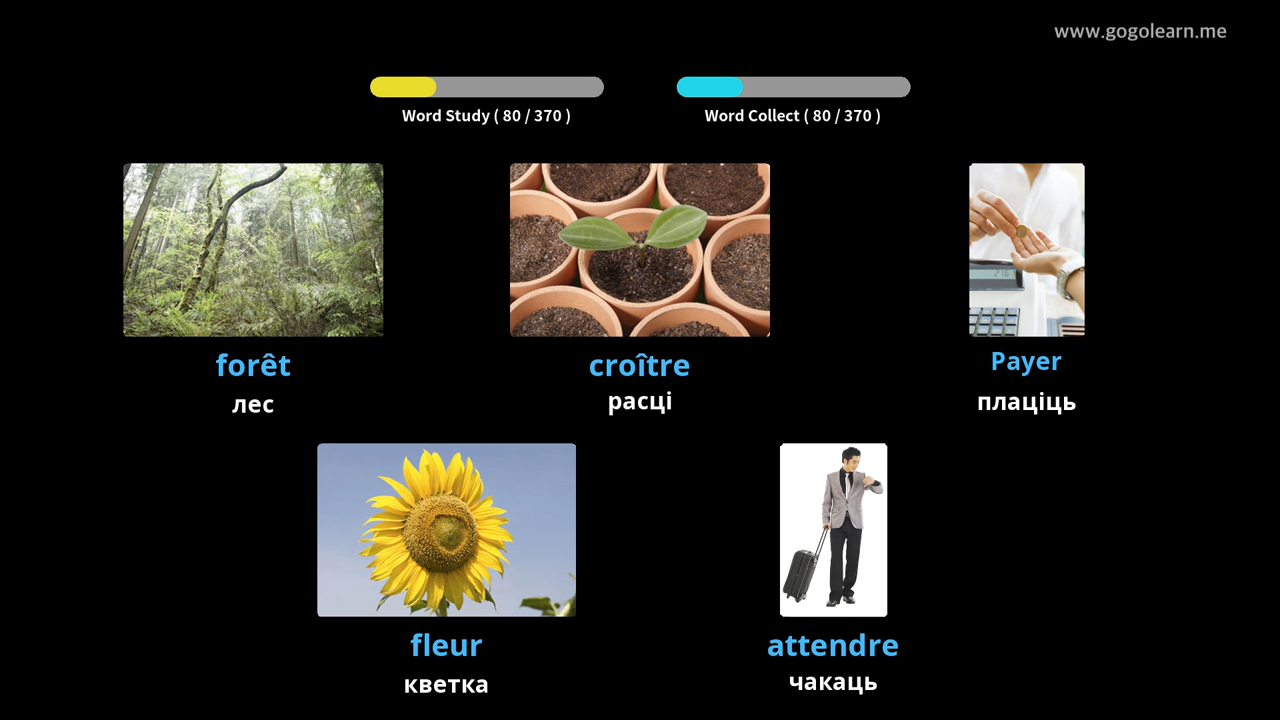 www.gogolearn.me
Word Study ( 80 / 370 )
Word Collect ( 80 / 370 )
forêt
лес
croître
расці
Payer
плаціць
fleur
кветка
attendre
чакаць